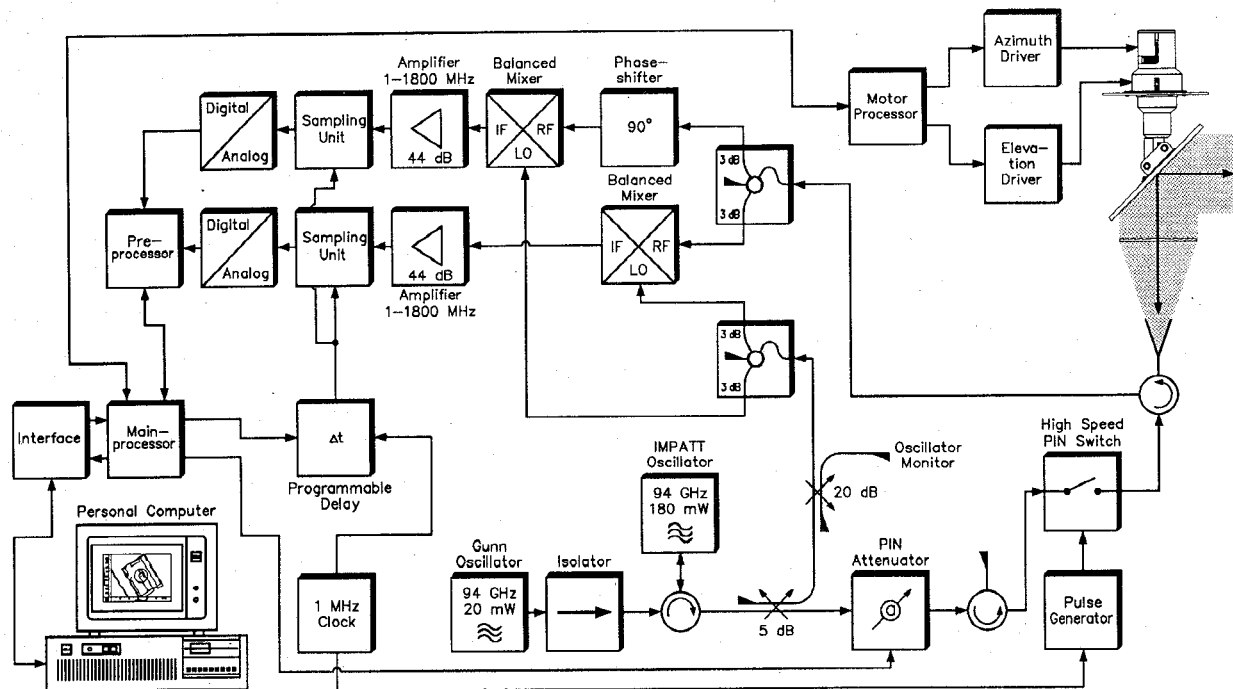 Amplifier
1–1800 MHz
Balanced
Mixer
Phase-
shifter
Azimuth
Driver
Digital
Analog
Sampling
Unit
44 dB
IF
RF
LO
90°
Motor
Processor
3 dB
3 dB
Eleva-
tion
Driver
Balanced
Mixer
Pre-
processor
Digital
Analog
Sampling
Unit
44 dB
Amplifier
1–1800 MHz
IF
RF
LO
3 dB
3 dB
Interface
Main-
processor
Δt
Programmable
Delay
IMPATT
Oscillator
94 GHz
180 mW
Oscillator
Monitor
20 dB
High Speed
PIN Switch
Personal Computer
Gunn
Oscillator
94 GHz
20 mW
Isolator
5 dB
PIN
Attenuator
a
Pulse
Generator
1 MHz
Clock